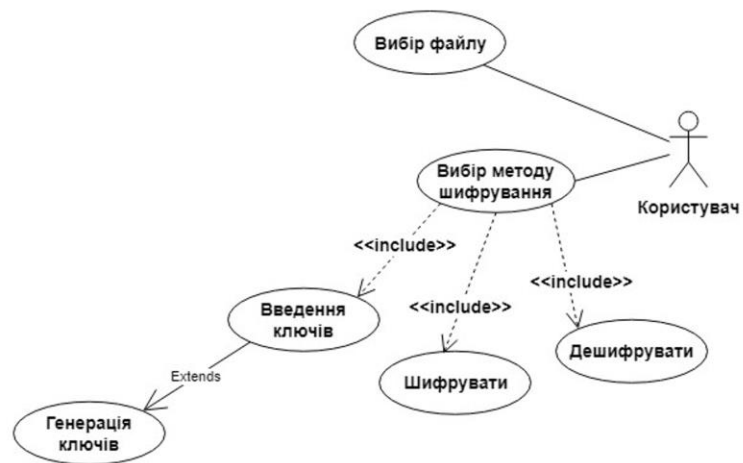 Вибір файлу
Вибір методу
шифрування
Користувач
<<include>>
<<include>>
<<include>>
Введення
ключів
Дешифрувати
Шифрувати
Extends
Генерація
ключів